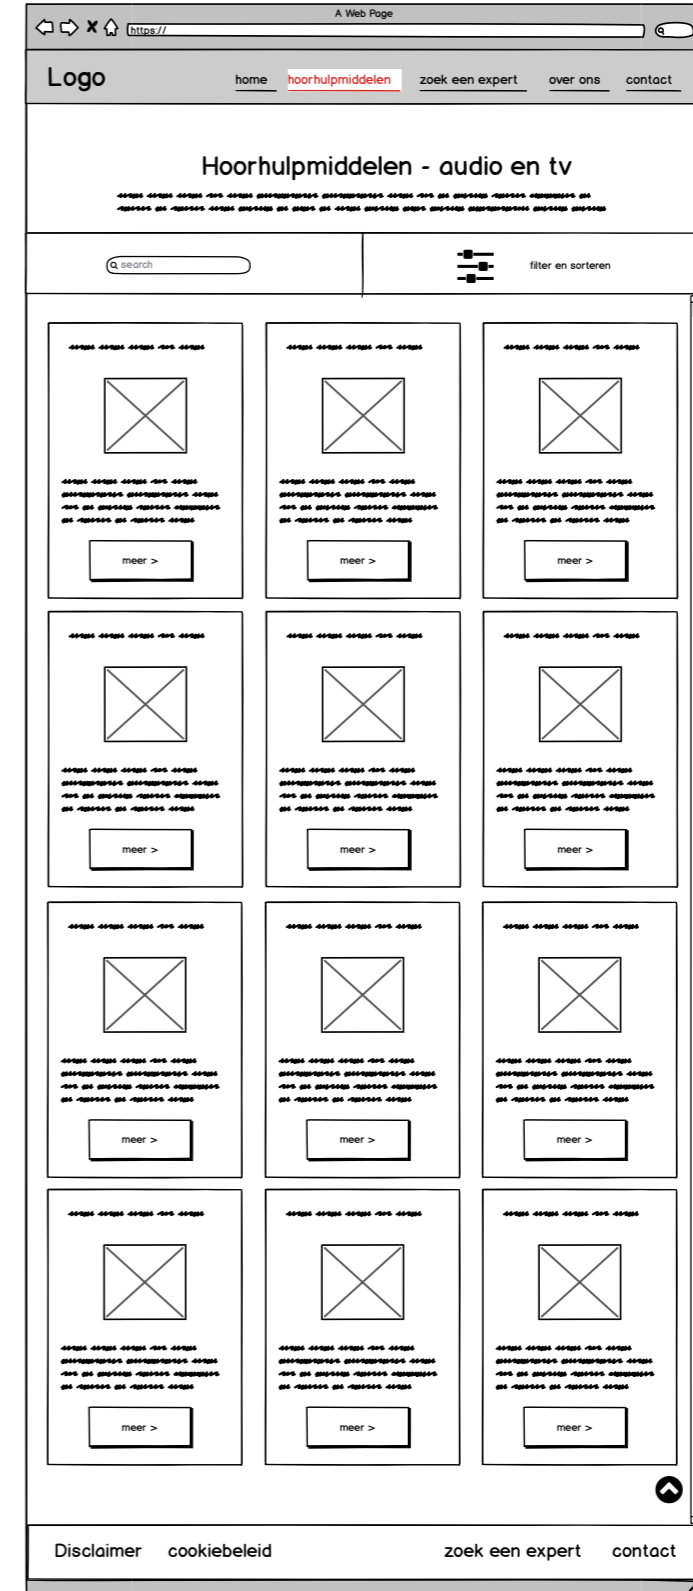 A Web Page
https://
Logo
home hoorhulpmiddelen zoek een expert over ons contact
Hoorhulpmiddelen - audio en tv
search
filter en sorteren
meer > meer > meer >
meer > meer > meer >
meer > meer > meer >
meer > meer > meer >
Disclaimer cookiebeleid zoek een expert contact